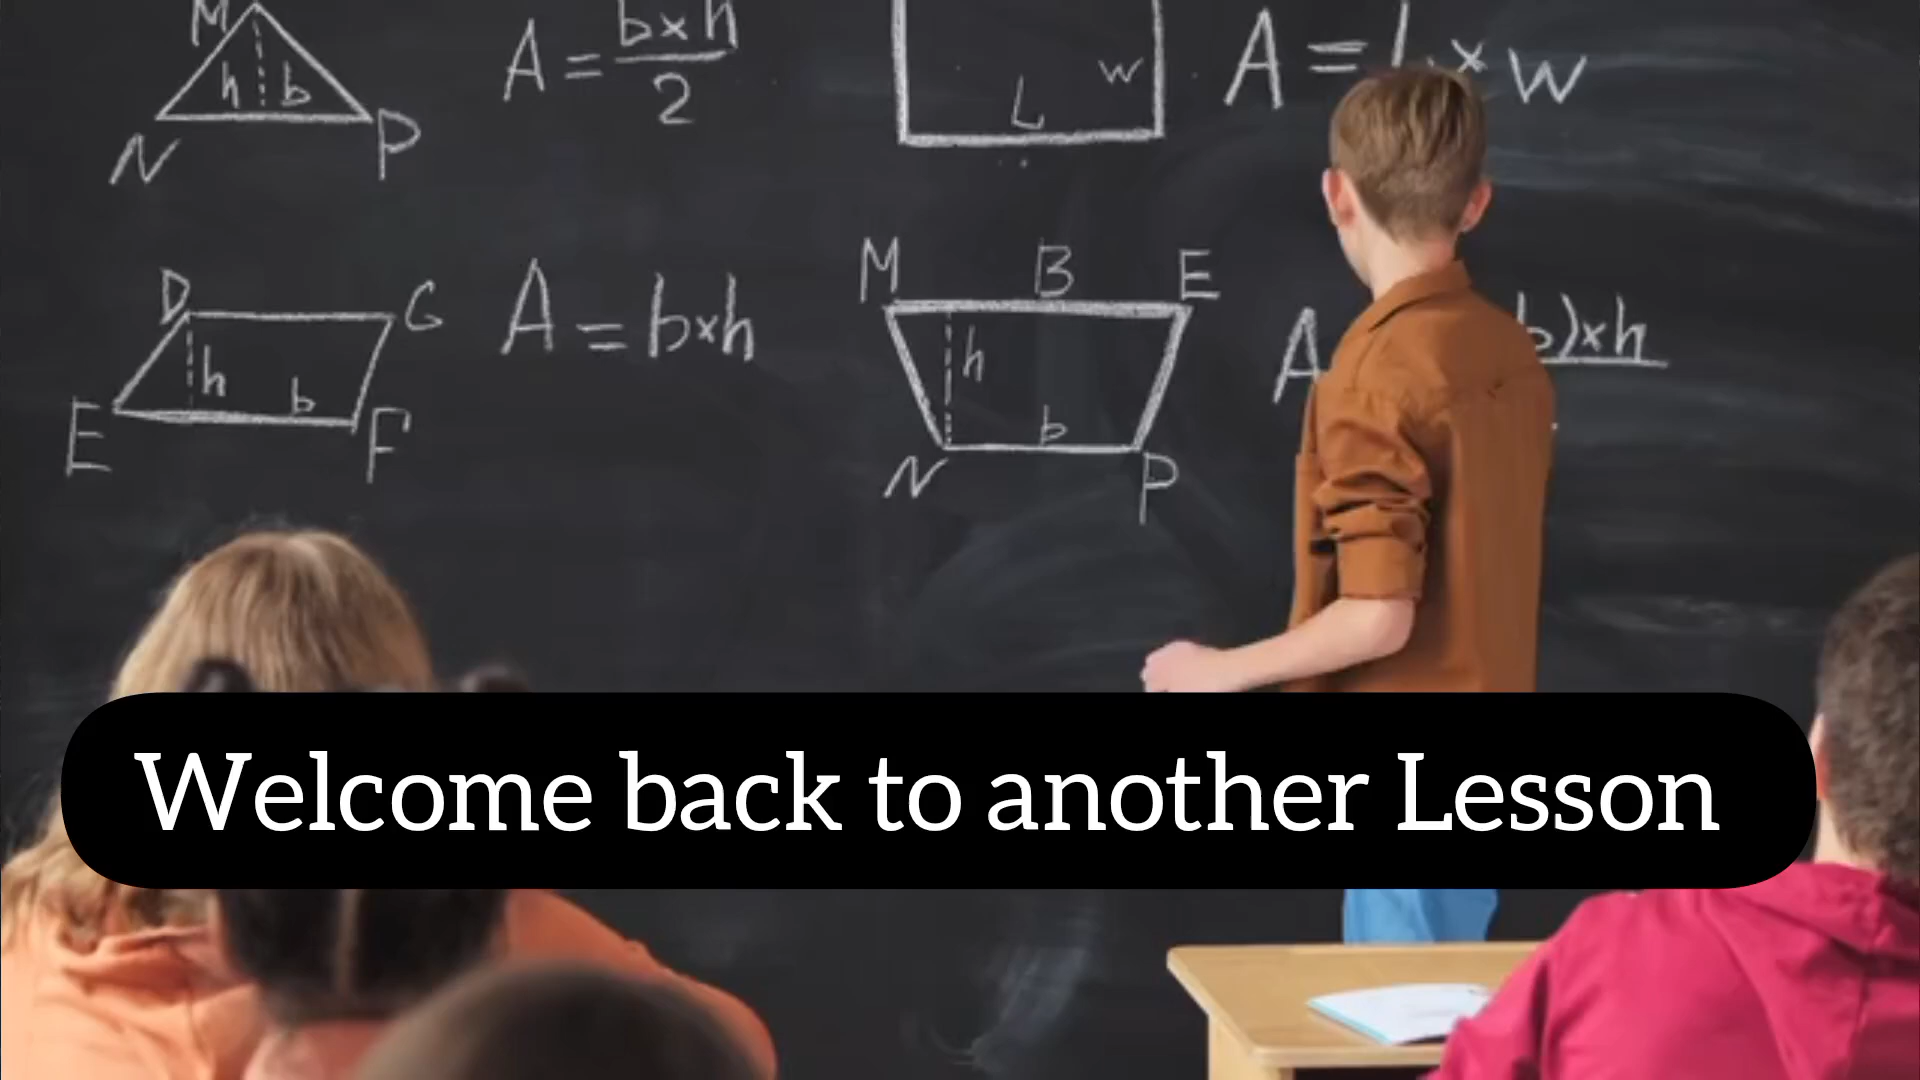 M
h b
N P
A = b×h
2
L w
A = L × w
D G
h b
E F
A = b×h
M B E
h
b
N P
A b)×h
Welcome back to another Lesson